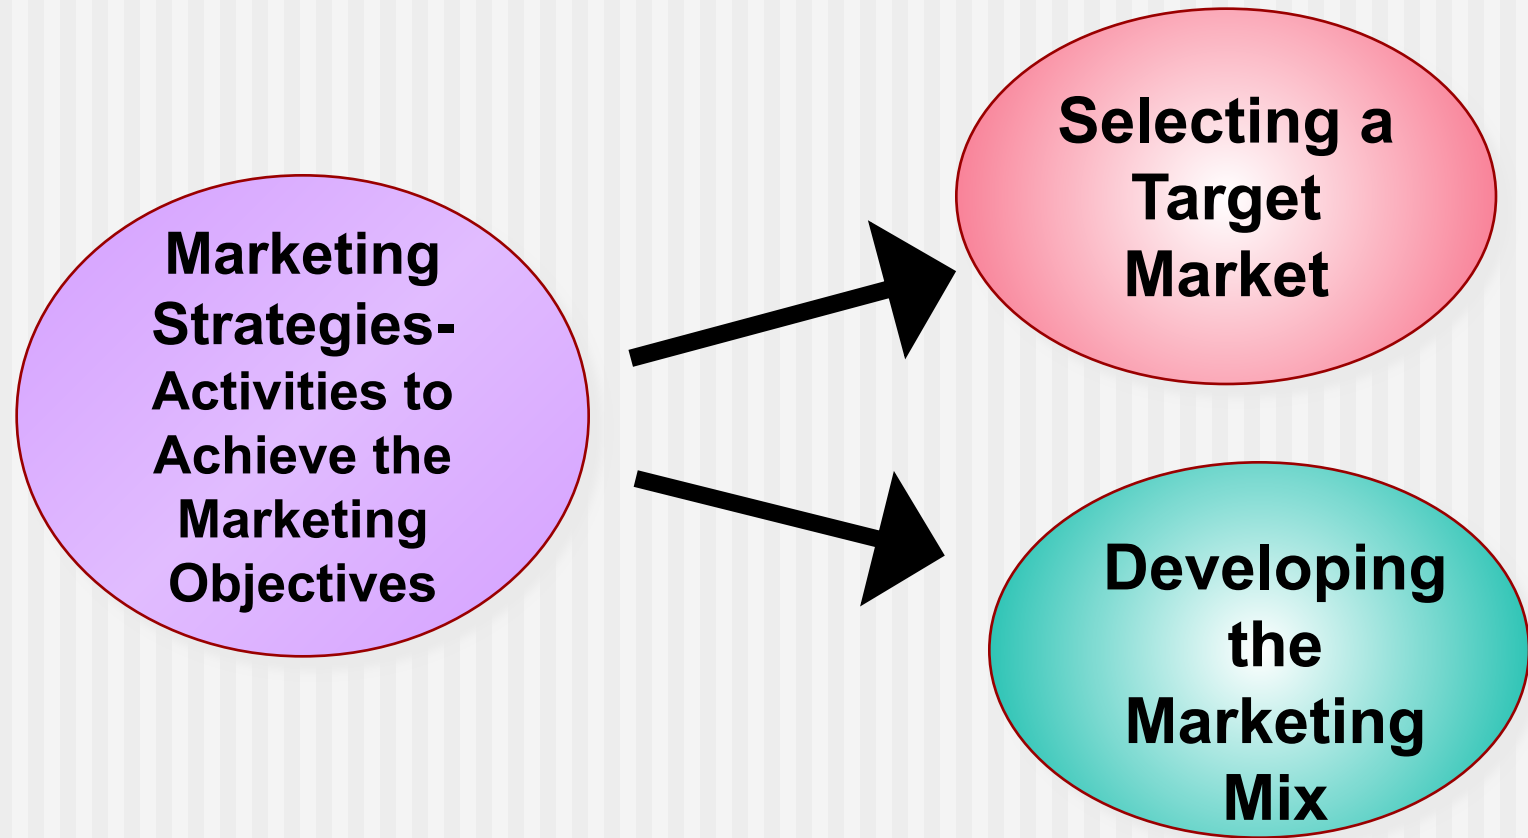 Marketing
Strategies-
Activities to
Achieve the
Marketing
Objectives
Selecting a
Target
Market
Developing
the
Marketing
Mix